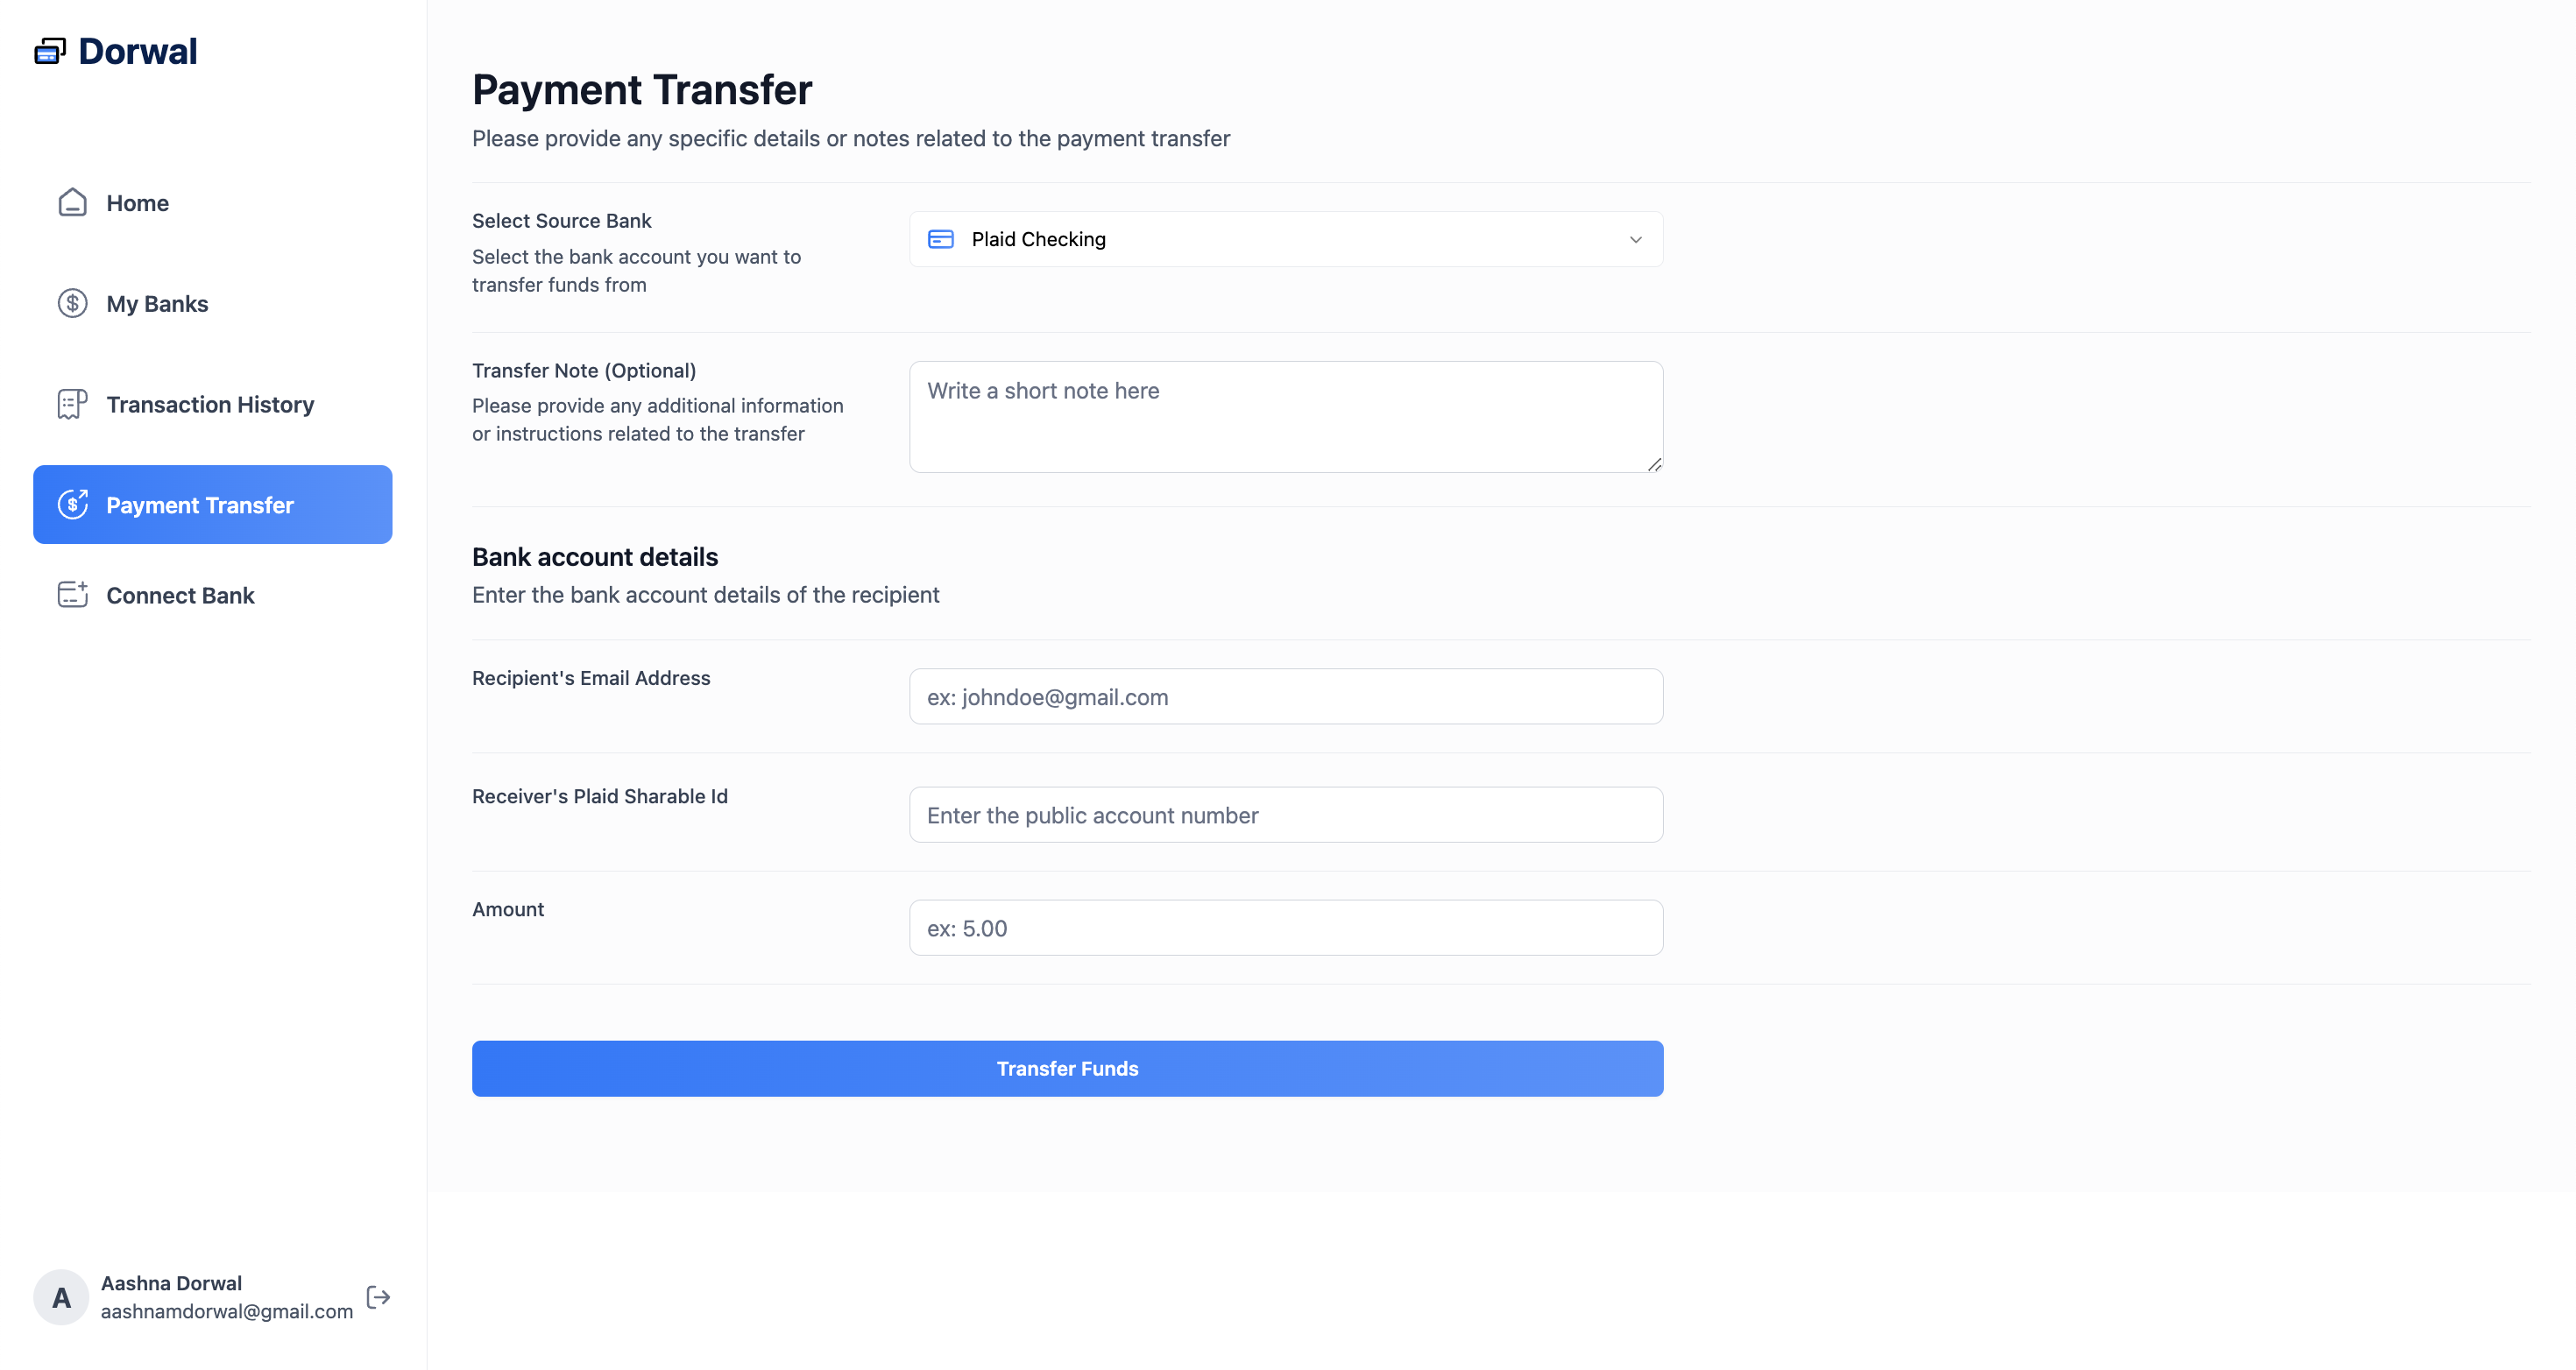 Dorwal
Home
My Banks
Transaction History
Payment Transfer
Connect Bank
A
Aashna Dorwal
aashnamdorwal@gmail.com
Payment Transfer
Please provide any specific details or notes related to the payment transfer
Select Source Bank
Select the bank account you want to
transfer funds from
Plaid Checking
Transfer Note (Optional)
Please provide any additional information
or instructions related to the transfer
Write a short note here
Bank account details
Enter the bank account details of the recipient
Recipient's Email Address
ex: johndoe@gmail.com
Receiver's Plaid Sharable Id
Enter the public account number
Amount
ex: 5.00
Transfer Funds